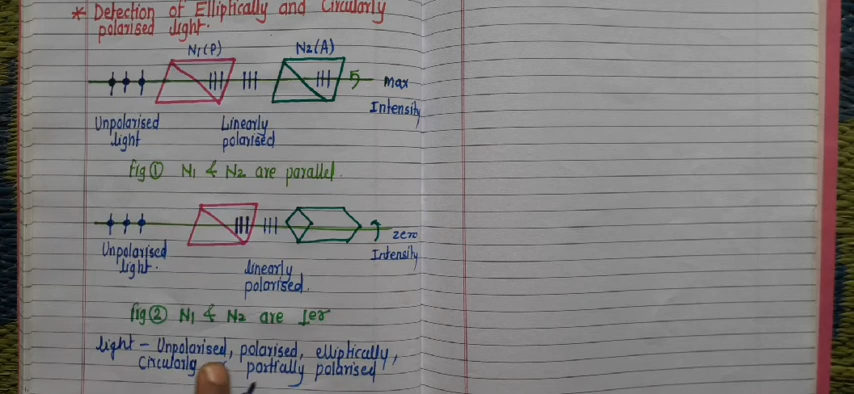 * Detection of Elliptically and Circularly
polarised light.
N1(P) N2(A)
max
Intensity
Unpolarised
light
Linearly
polarised
fig ① N1 & N2 are parallel.
zero
Intensity
Unpolarised
light.
linearly
polarised.
fig ② N1 & N2 are ⊥er
light - Unpolarised, polarised, elliptically,
Circularly partially polarised